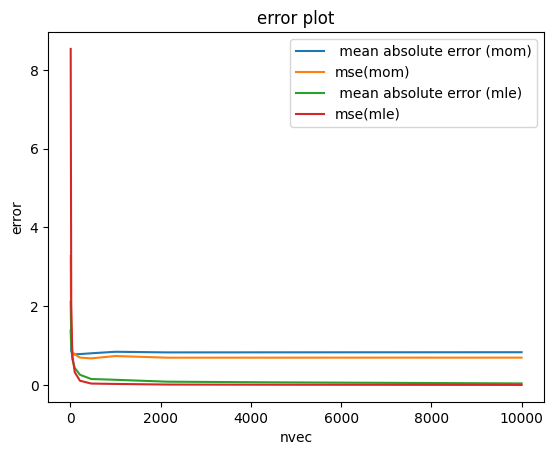 error plot
mean absolute error (mom)
mse(mom)
mean absolute error (mle)
mse(mle)
8
6
4
2
0
error
0 2000 4000 6000 8000 10000
nvec